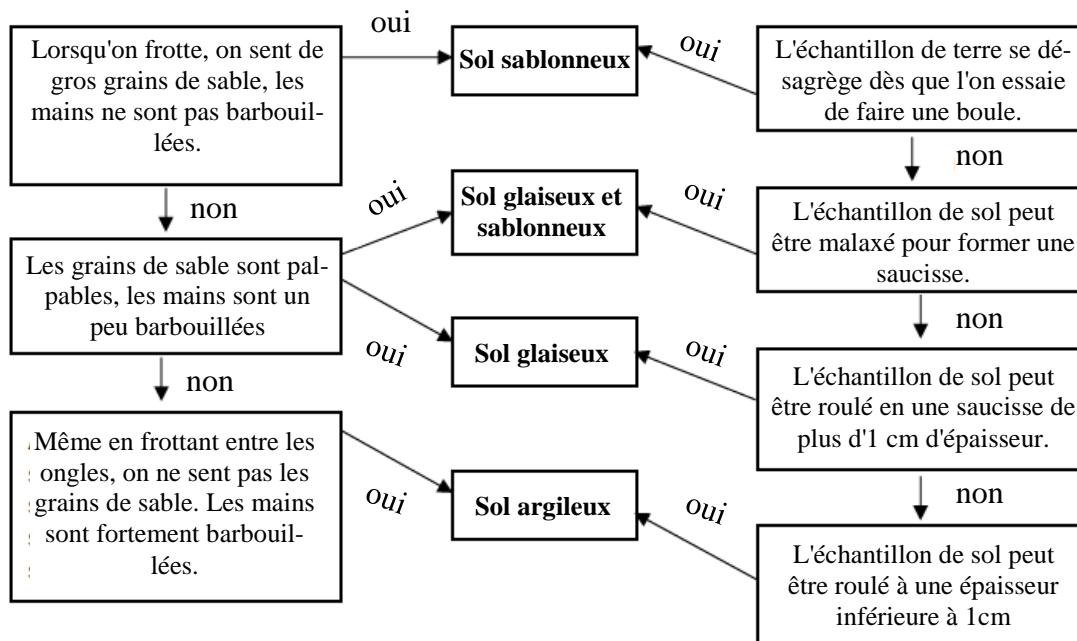 oui
Lorsqu'on frotte, on sent de
gros grains de sable, les
mains ne sont pas barbouil-
lées.
non
Les grains de sable sont pal-
pables, les mains sont un
peu barbouillées
non
Même en frottant entre les
ongles, on ne sent pas les
grains de sable. Les mains
sont fortement barbouil-
lées.
Sol sablonneux
oui
Sol glaiseux et
sablonneux
oui
Sol glaiseux
oui
Sol argileux
oui
oui
L'échantillon de terre se dé-
sagrège dès que l'on essaie
de faire une boule.
non
oui
L'échantillon de sol peut
être malaxé pour former une
saucisse.
non
oui
L'échantillon de sol peut
être roulé en une saucisse de
plus d'1 cm d'épaisseur.
non
oui
L'échantillon de sol peut
être roulé à une épaisseur
inférieure à 1cm